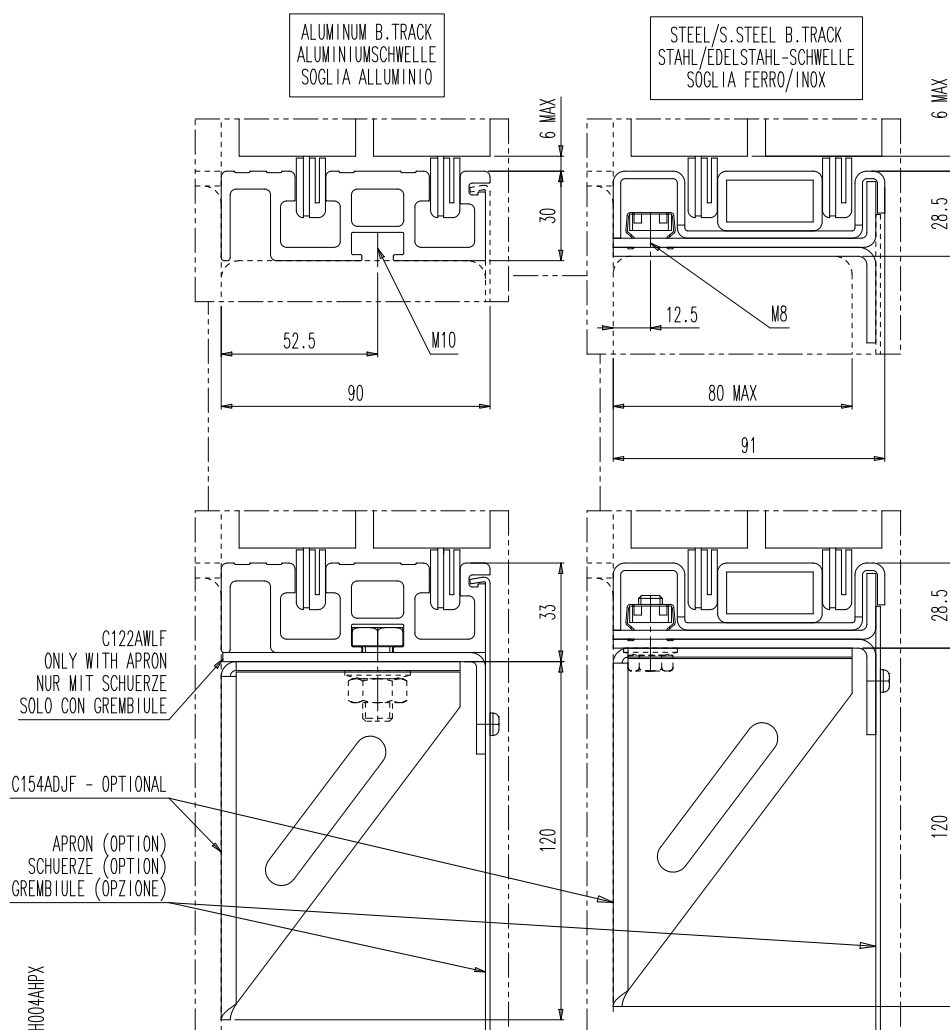 ALUMINUM B.TRACK
ALUMINIUMSCHWELLE
SOGLIA ALLUMINIO
STEEL/S.STEEL B.TRACK
STAHL/EDELSTAHL-SCHWELLE
SOGLIA FERRO/INOX
6 MAX
30
52.5
M10
90
6 MAX
28.5
12.5
M8
80 MAX
91
33
28.5
C122AWLF
ONLY WITH APRON
NUR MIT SCHUERZE
SOLO CON GREMBIULE
C154ADJF - OPTIONAL
APRON (OPTION)
SCHUERZE (OPTION)
GREMBIULE (OPZIONE)
120
120
H004AHPX